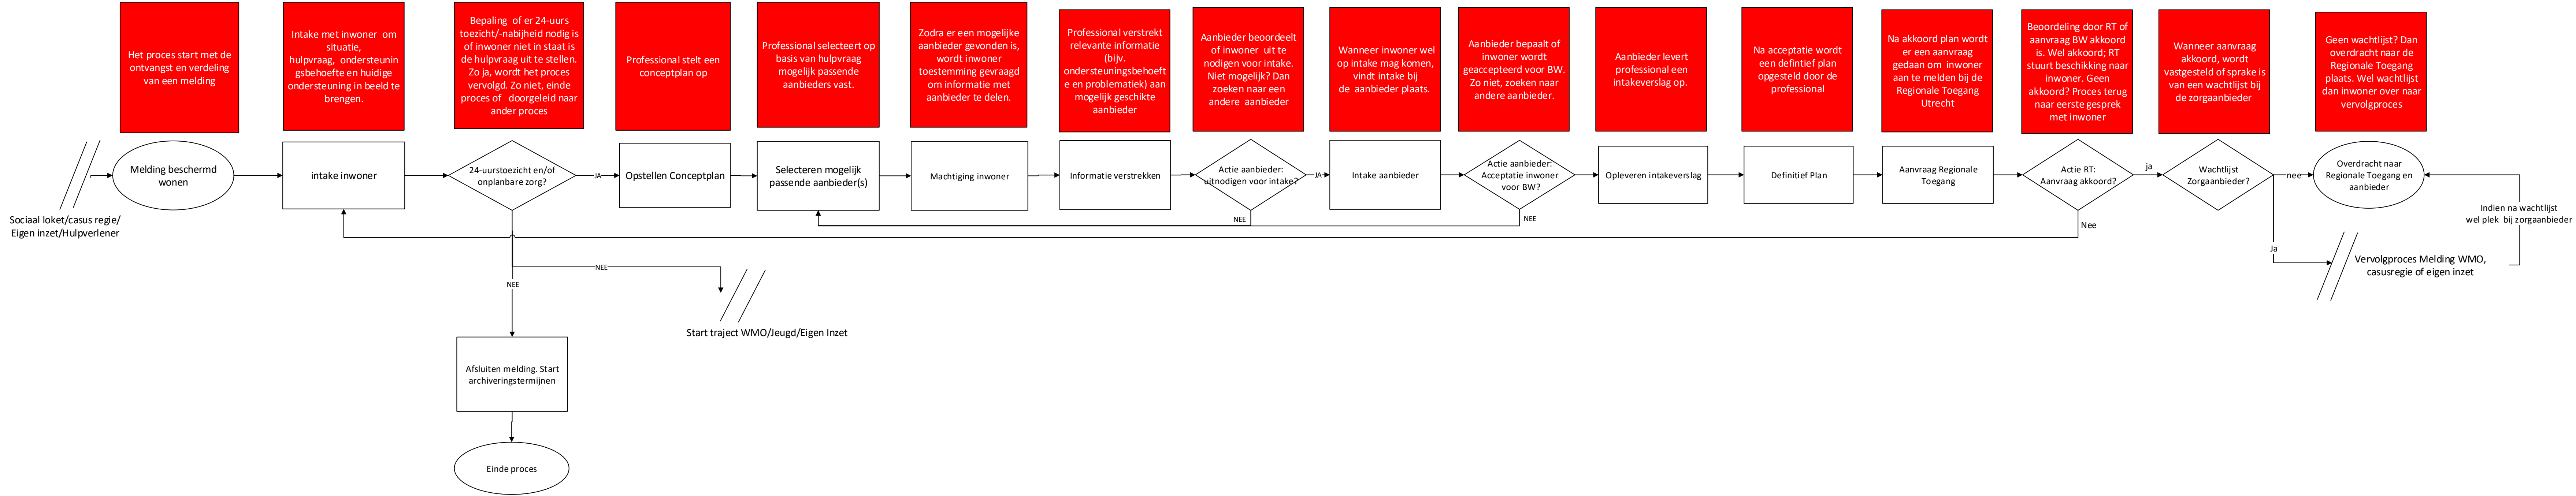 Het proces start met de
ontvangst en verdeling
van een melding
Intake met inwoner  om
situatie,
hulpvraag,  ondersteunin
gsbehoefte en huidige
ondersteuning in beeld te
brengen.
Bepaling  of er 24-uurs
toezicht/-nabijheid nodig is
of inwoner niet in staat is
de hulpvraag uit te stellen.
Zo ja, wordt het proces
vervolgd. Zo niet, einde
proces of   doorgeleid naar
ander proces
Professional stelt een
conceptplan op
Professional selecteert op
basis van hulpvraag
mogelijk passende
aanbieders vast.
Zodra er een mogelijke
aanbieder gevonden is,
wordt inwoner
toestemming gevraagd
om informatie met
aanbieder te delen.
Professional verstrekt
relevante informatie
(bijv.
ondersteuningsbehoeft
e en problematiek) aan
mogelijk geschikte
aanbieder
Aanbieder beoordeelt
of inwoner  uit te
nodigen voor intake.
Niet mogelijk? Dan
zoeken naar een
andere  aanbieder
Wanneer inwoner wel
op intake mag komen,
vindt intake bij
de  aanbieder plaats.
Aanbieder bepaalt of
inwoner wordt
geaccepteerd voor BW.
Zo niet, zoeken naar
andere aanbieder.
Aanbieder levert
professional een
intakeverslag op.
Na acceptatie wordt
een defintief plan
opgesteld door de
professional
Na akkoord plan wordt
er een aanvraag
gedaan om  inwoner
aan te melden bij de
Regionale Toegang
Utrecht
Beoordeling door RT of
aanvraag BW akkoord
is. Wel akkoord; RT
stuurt beschikking naar
inwoner. Geen
akkoord? Proces terug
naar eerste gesprek
met inwoner
Wanneer aanvraag
akkoord, wordt
vastgesteld of sprake is
van een wachtlijst bij
de zorgaanbieder
Geen wachtlijst? Dan
overdracht naar de
Regionale Toegang
plaats. Wel wachtlijst
dan inwoner over naar
vervolgproces
Sociaal loket/casus regie/
Eigen inzet/Hulpverlener
Melding beschermd
wonen
intake inwoner
24-uurstoezicht en/of
onplanbare zorg?
JA
Opstellen Conceptplan
Selecteren mogelijk
passende aanbieder(s)
Machtiging inwoner
Informatie verstrekken
Actie aanbieder:
uitnodigen voor intake?
JA
Intake aanbieder
Actie aanbieder:
Acceptatie inwoner
voor BW?
Opleveren intakeverslag
Definitief Plan
Aanvraag Regionale
Toegang
Actie RT:
Aanvraag akkoord?
ja
Wachtlijst
Zorgaanbieder?
nee
Overdracht naar
Regionale Toegang en
aanbieder
NEE
NEE
Nee
Indien na wachtlijst
wel plek  bij zorgaanbieder
Ja
Vervolgproces Melding WMO,
casusregie of eigen inzet
NEE
NEE
Start traject WMO/Jeugd/Eigen Inzet
Afsluiten melding. Start
archiveringstermijnen
Einde proces